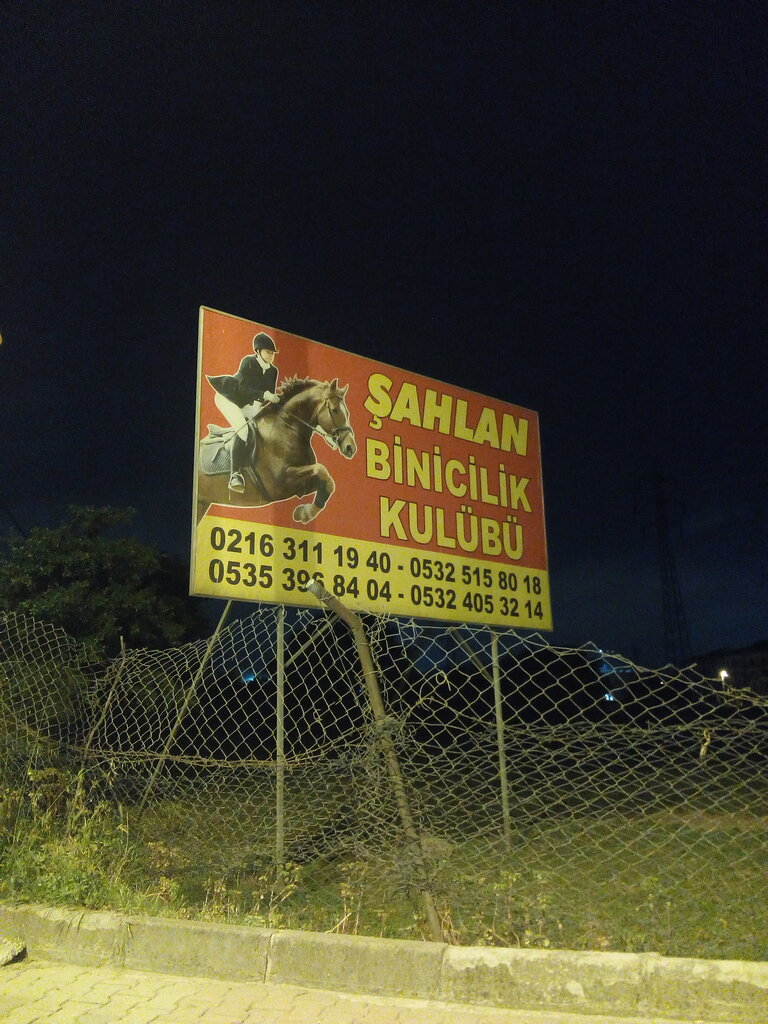 ŞAHLAN
BİNİCİLİK
KULÜBÜ
0216 311 19 40 - 0532 515 80 18
0535 396 84 04 - 0532 405 32 14